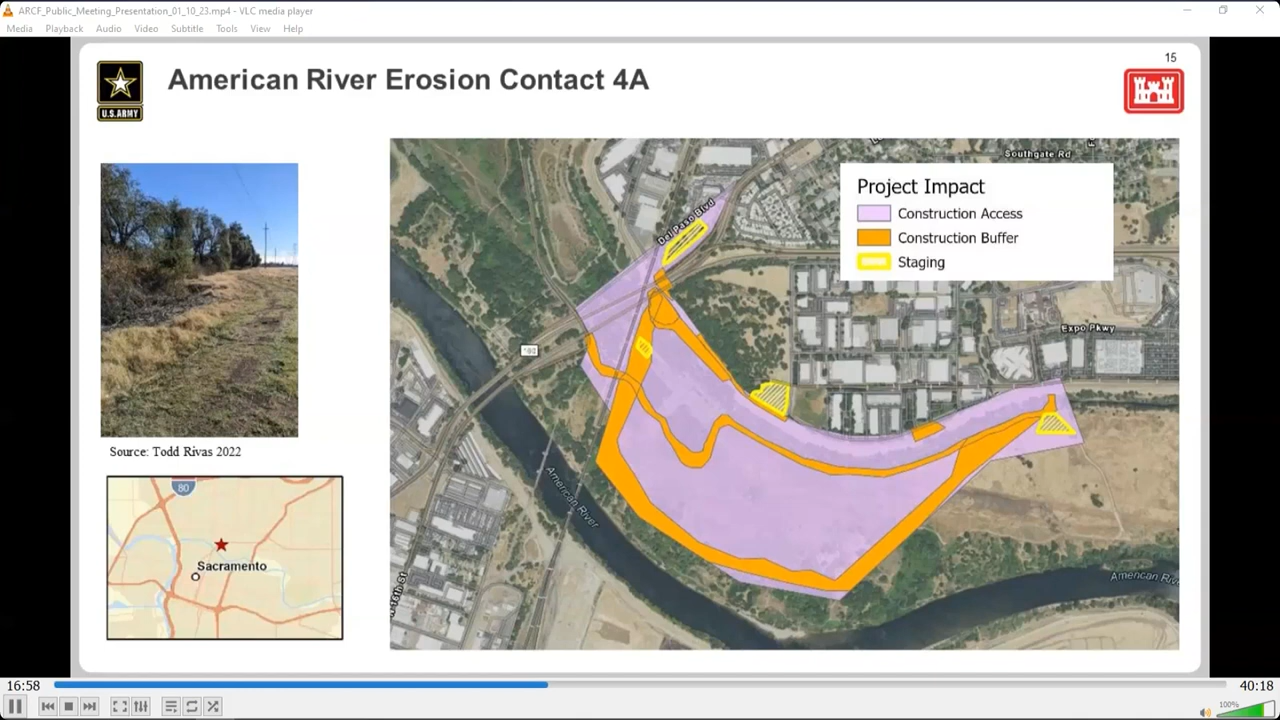 ARCF_Public_Meeting_Presentation_01_10_23.mp4 - VLC media player
Media Playback Audio Video Subtitle Tools View Help
15
American River Erosion Contact 4A
U.S.ARMY
Southgate Rd
Project Impact
Construction Access
Construction Buffer
Staging
Del Paso Blvd
Expo Pkwy
American River
N 16th St
American Riv
Source: Todd Rivas 2022
80
Sacramento
16:58
40:18
100%